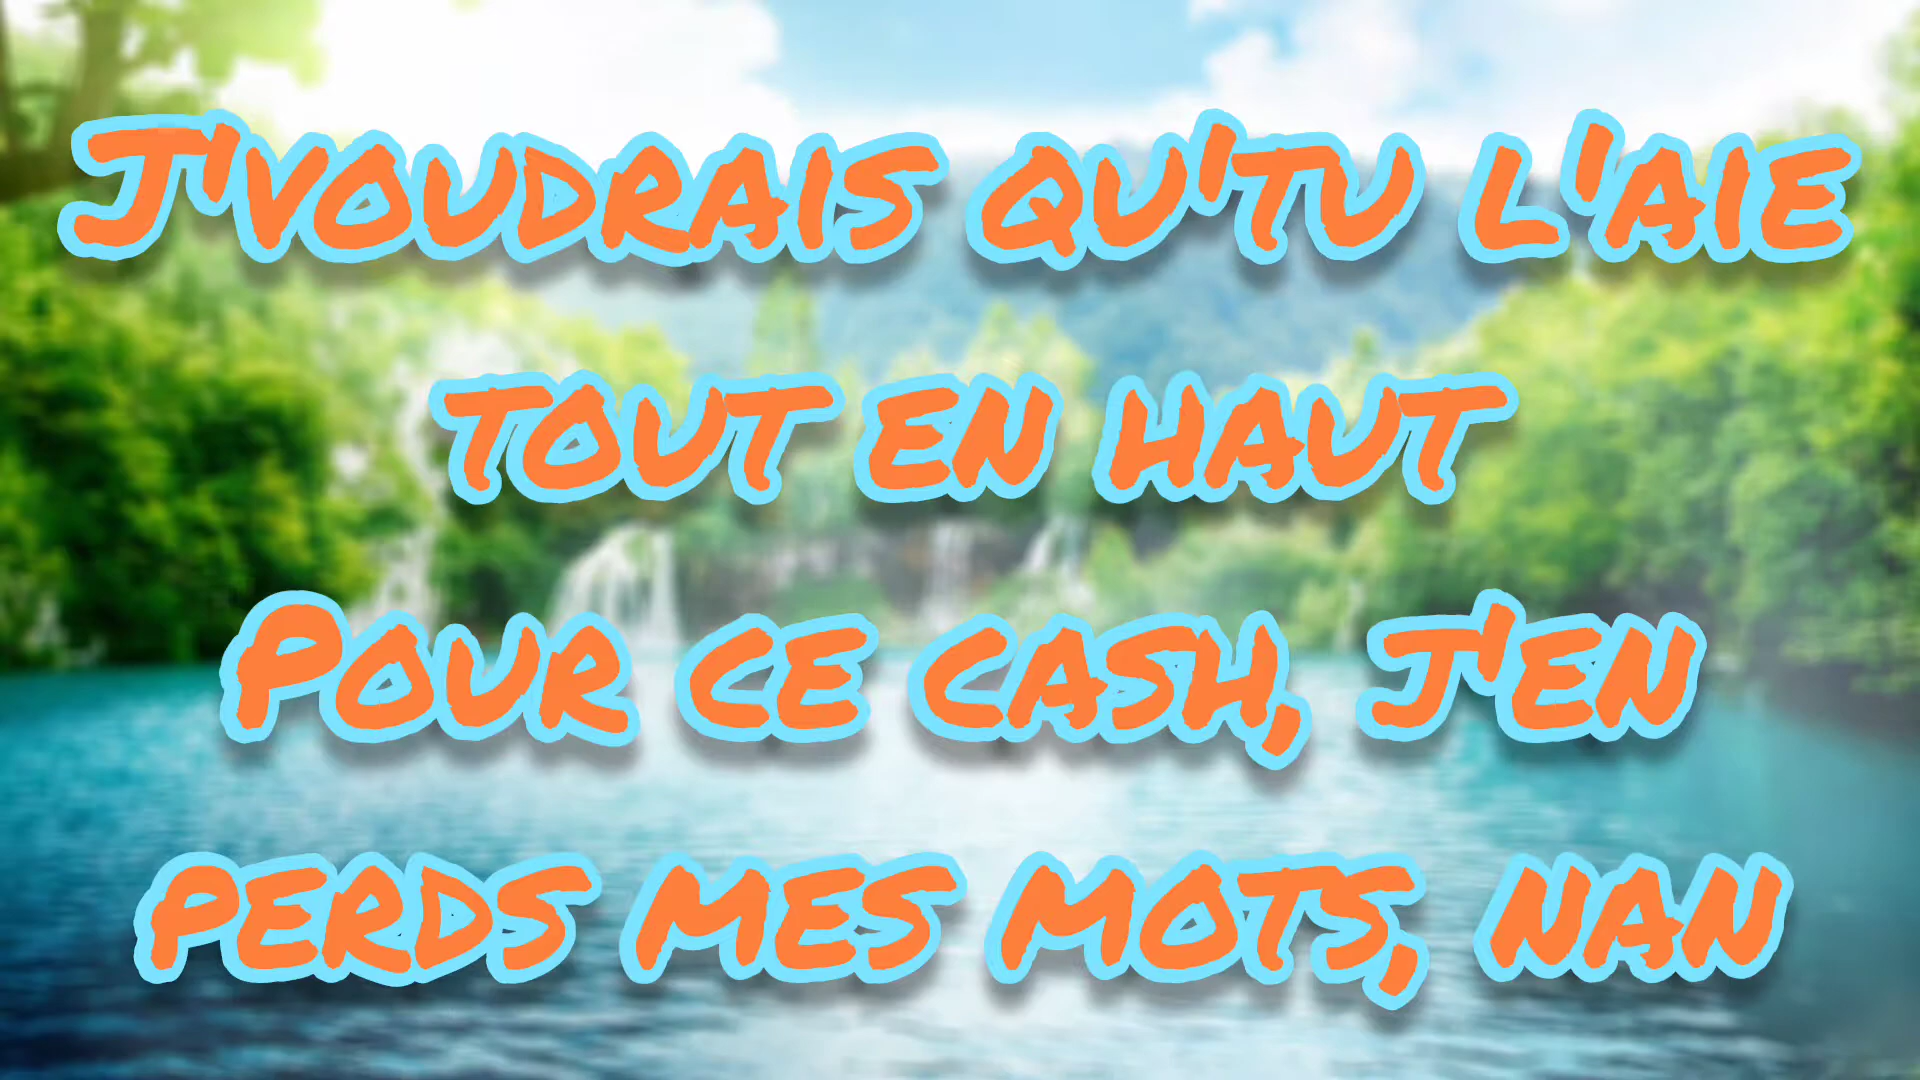 J'voudrais qu'tu l'aie
tout en haut
Pour ce cash, j'en
perds mes mots, nan